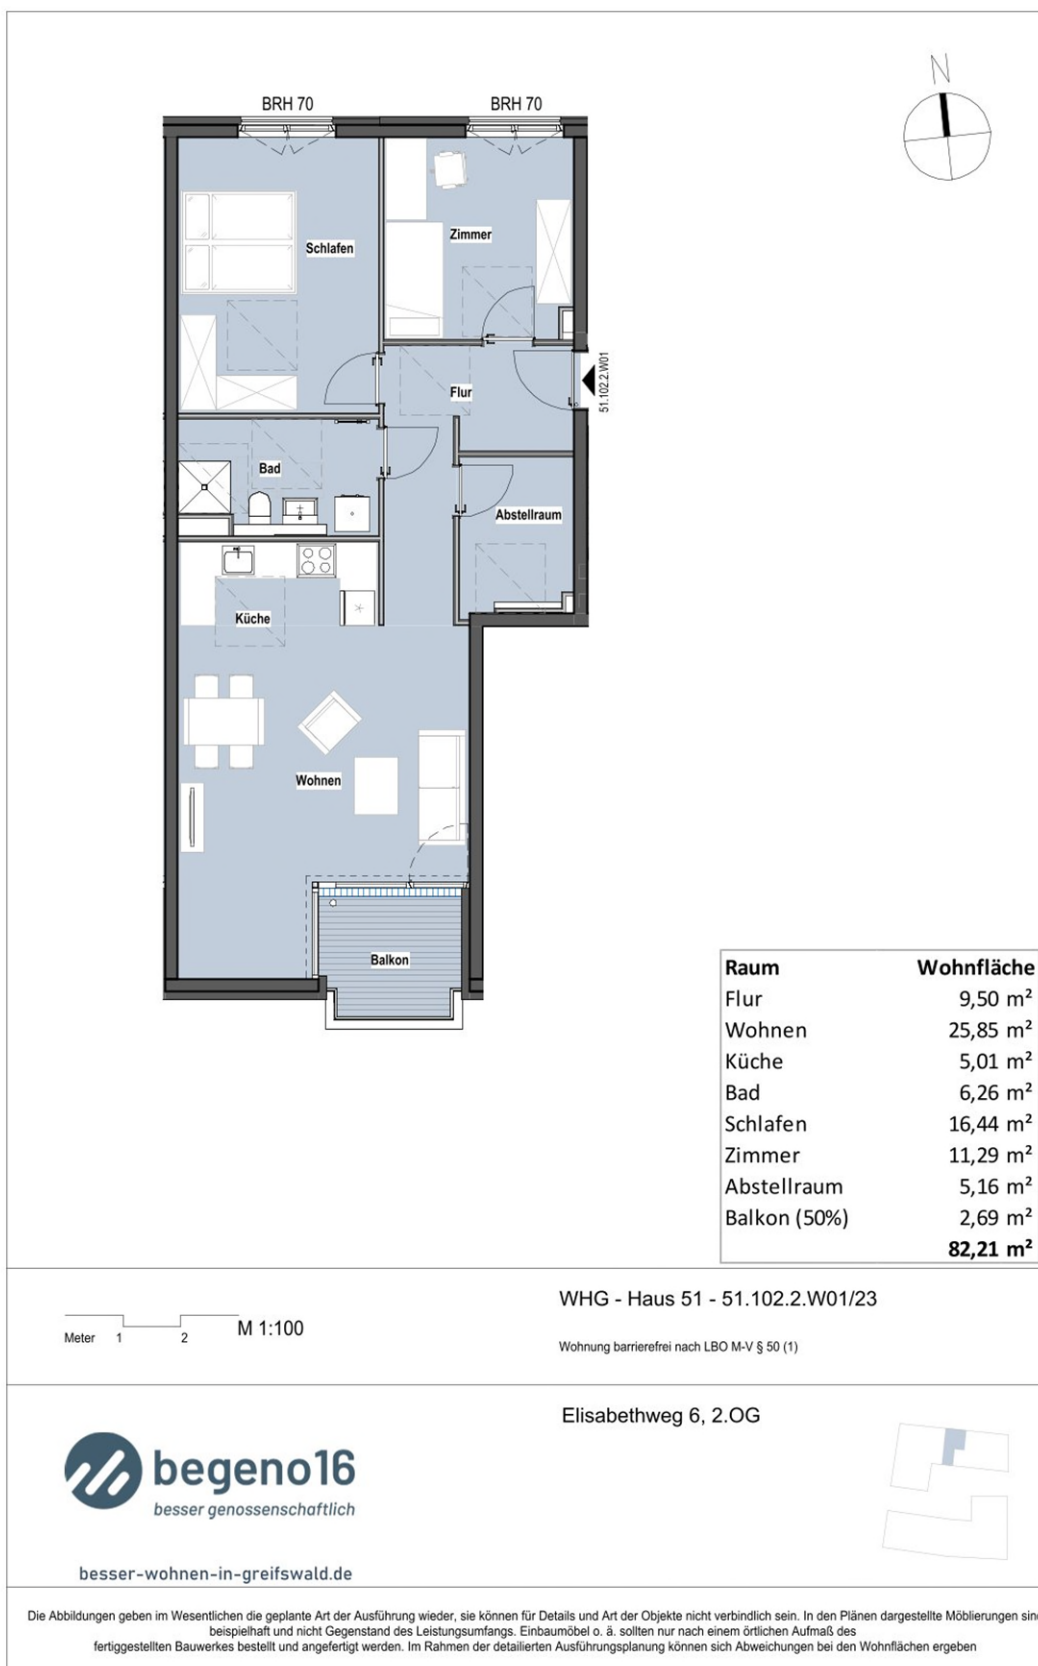 N
BRH 70 BRH 70
Zimmer
Schlafen
Flur
51.102.2.W01
Bad
Abstellraum
Küche
Wohnen
Balkon
Raum Wohnfläche
Flur 9,50 m²
Wohnen 25,85 m²
Küche 5,01 m²
Bad 6,26 m²
Schlafen 16,44 m²
Zimmer 11,29 m²
Abstellraum 5,16 m²
Balkon (50%) 2,69 m²
82,21 m²
Meter 1 2 M 1:100
WHG - Haus 51 - 51.102.2.W01/23
Wohnung barrierefrei nach LBO M-V § 50 (1)
Elisabethweg 6, 2.OG
begeno16
besser genossenschaftlich
besser-wohnen-in-greifswald.de
Die Abbildungen geben im Wesentlichen die geplante Art der Ausführung wieder, sie können für Details und Art der Objekte nicht verbindlich sein. In den Plänen dargestellte Möblierungen sin
beispielhaft und nicht Gegenstand des Leistungsumfangs. Einbaumöbel o. ä. sollten nur nach einem örtlichen Aufmaß des
fertiggestellten Bauwerkes bestellt und angefertigt werden. Im Rahmen der detailierten Ausführungsplanung können sich Abweichungen bei den Wohnflächen ergeben